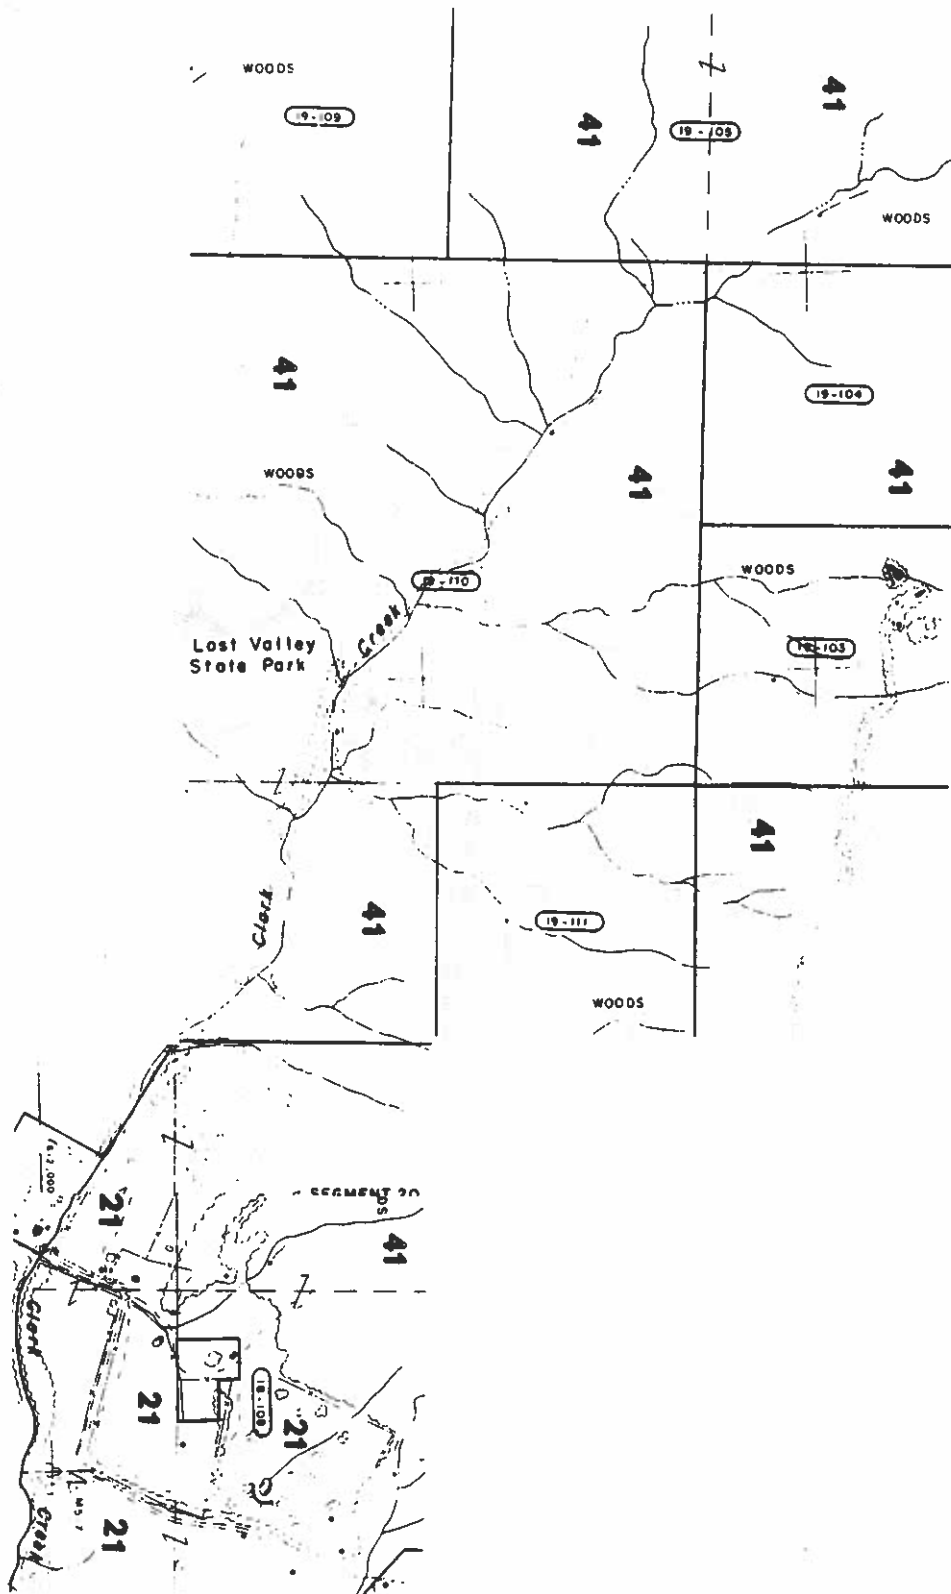 WOODS
19-109
41
19-105
41
WOODS
41
19-104
WOODS
41
41
WOODS
19-110
Creek
Lost Valley
State Park
19-103
41
Clark
41
19-111
WOODS
SEGMENT 20
21
41
Clark
18-108
21
21
21
Creek